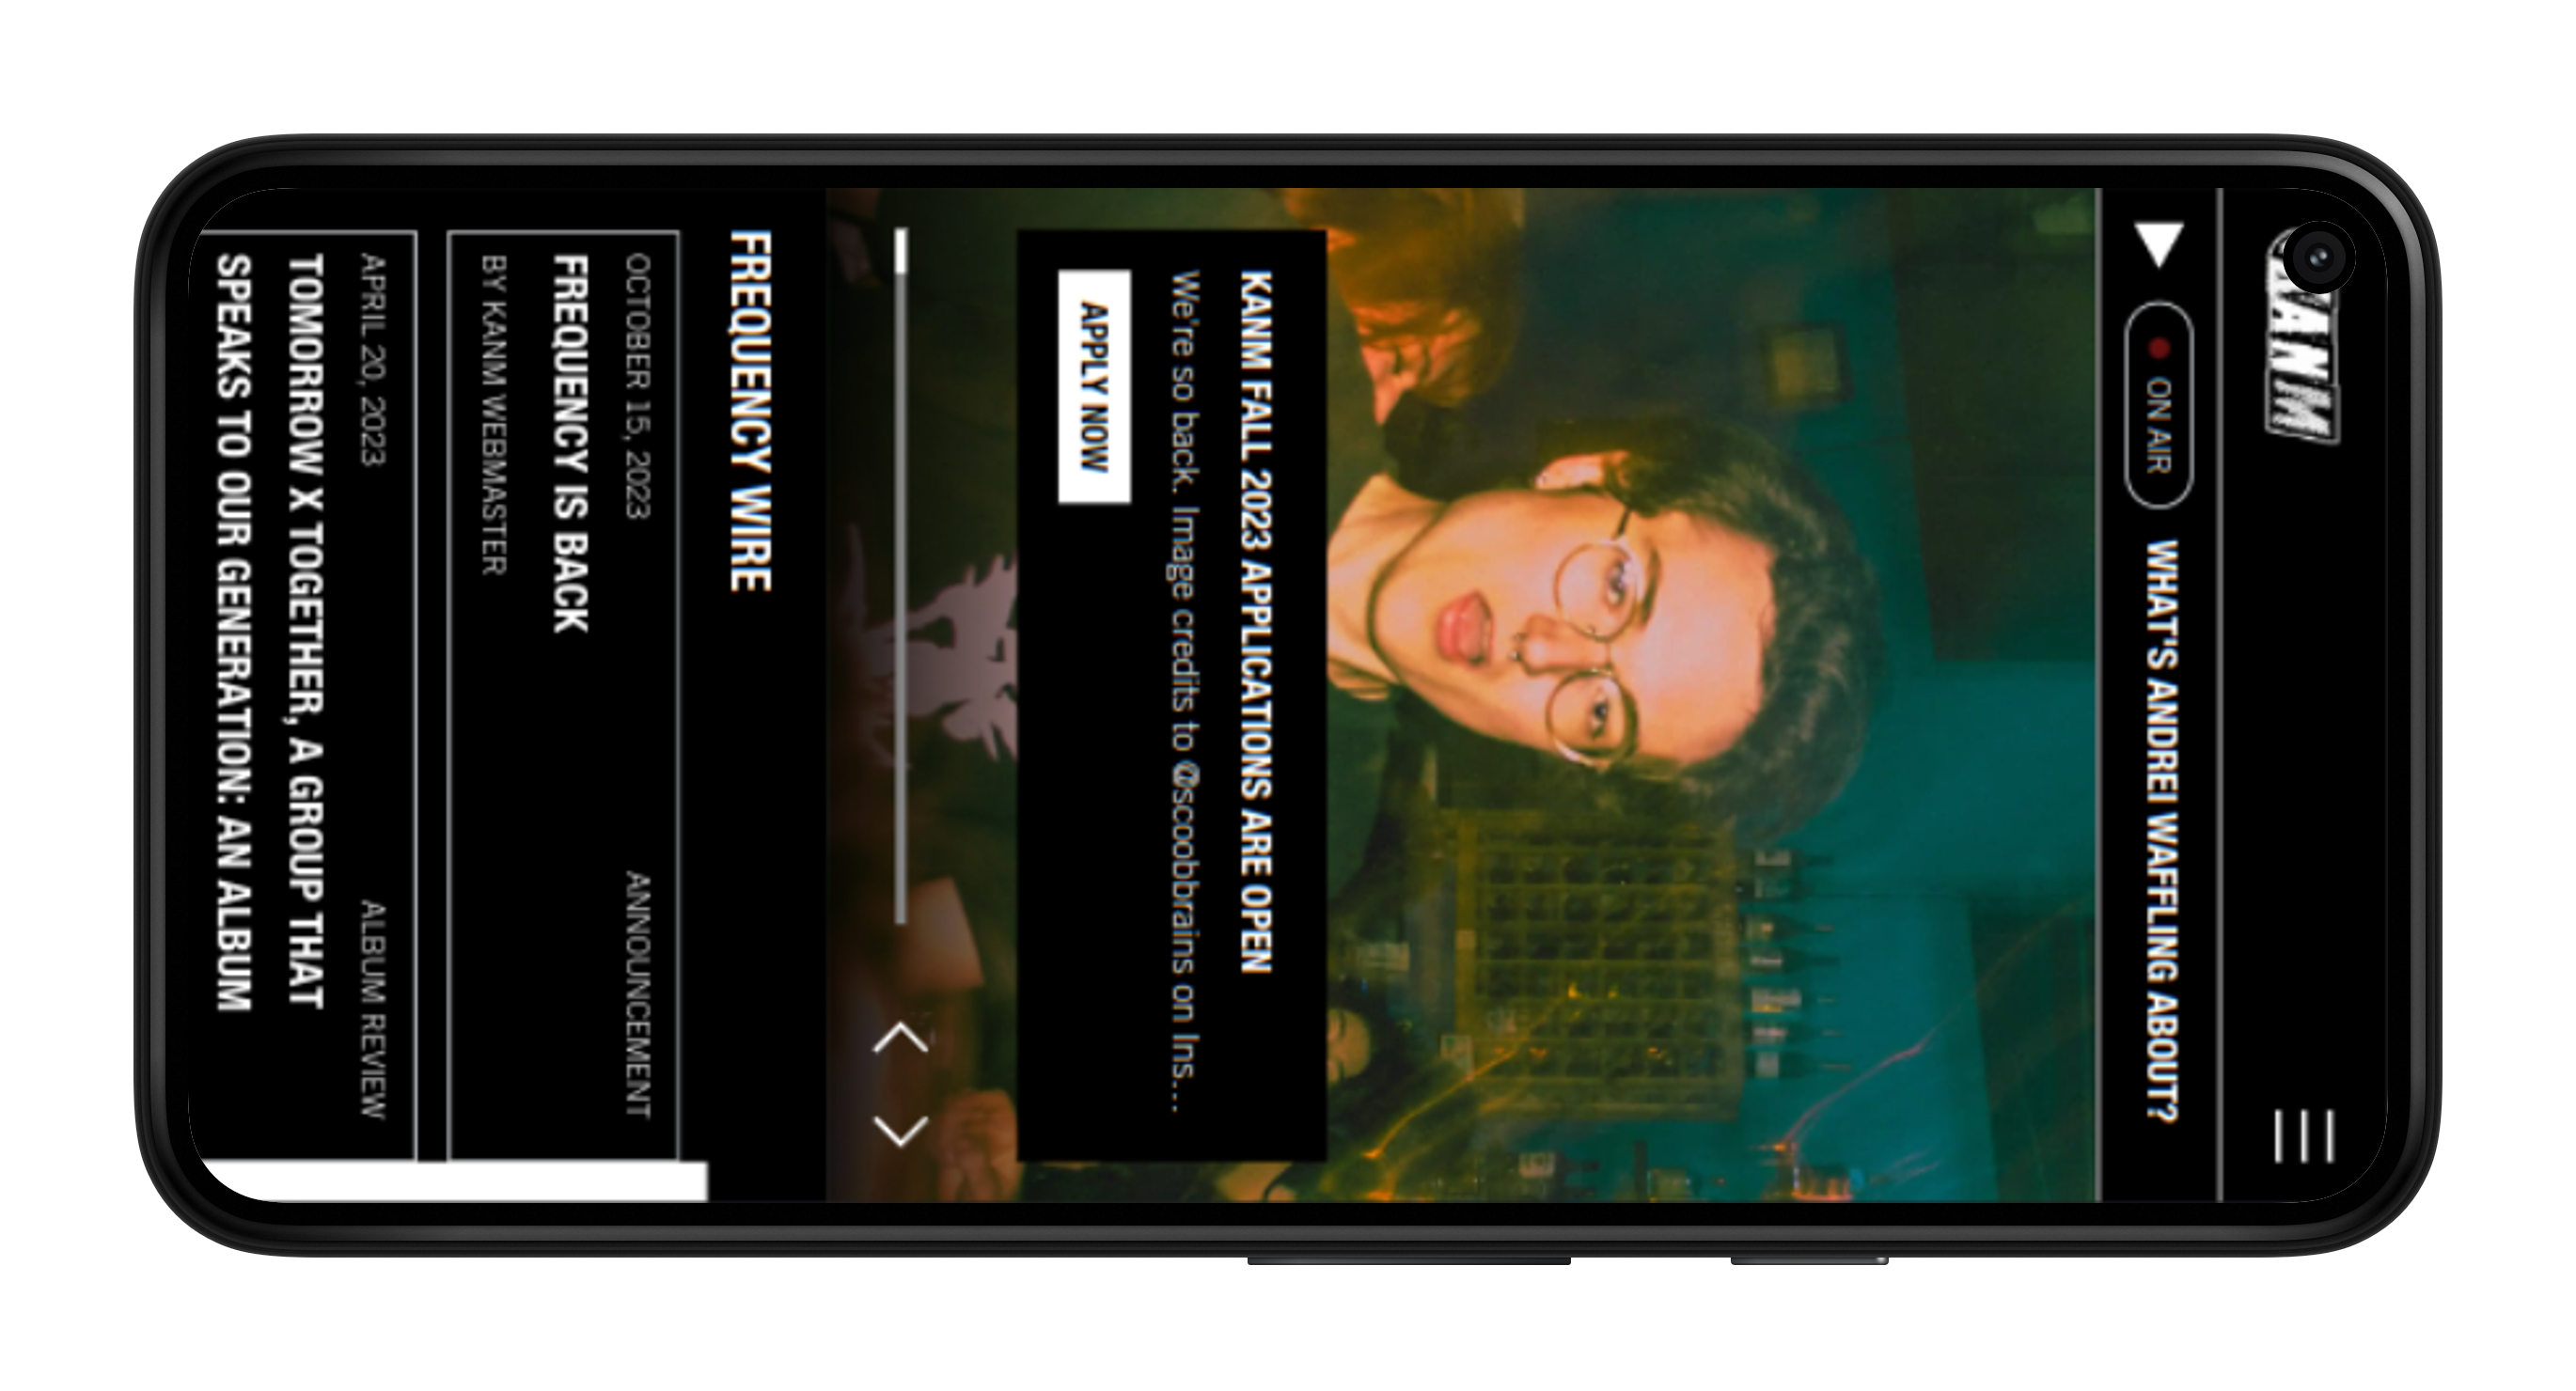 KANM
ON AIR WHAT'S ANDREI WAFFLING ABOUT?
KANM FALL 2023 APPLICATIONS ARE OPEN
We're so back. Image credits to @scoobbrains on Ins...
APPLY NOW
FREQUENCY WIRE
OCTOBER 15, 2023 ANNOUNCEMENT
FREQUENCY IS BACK
BY KANM WEBMASTER
APRIL 20, 2023 ALBUM REVIEW
TOMORROW X TOGETHER, A GROUP THAT
SPEAKS TO OUR GENERATION: AN ALBUM